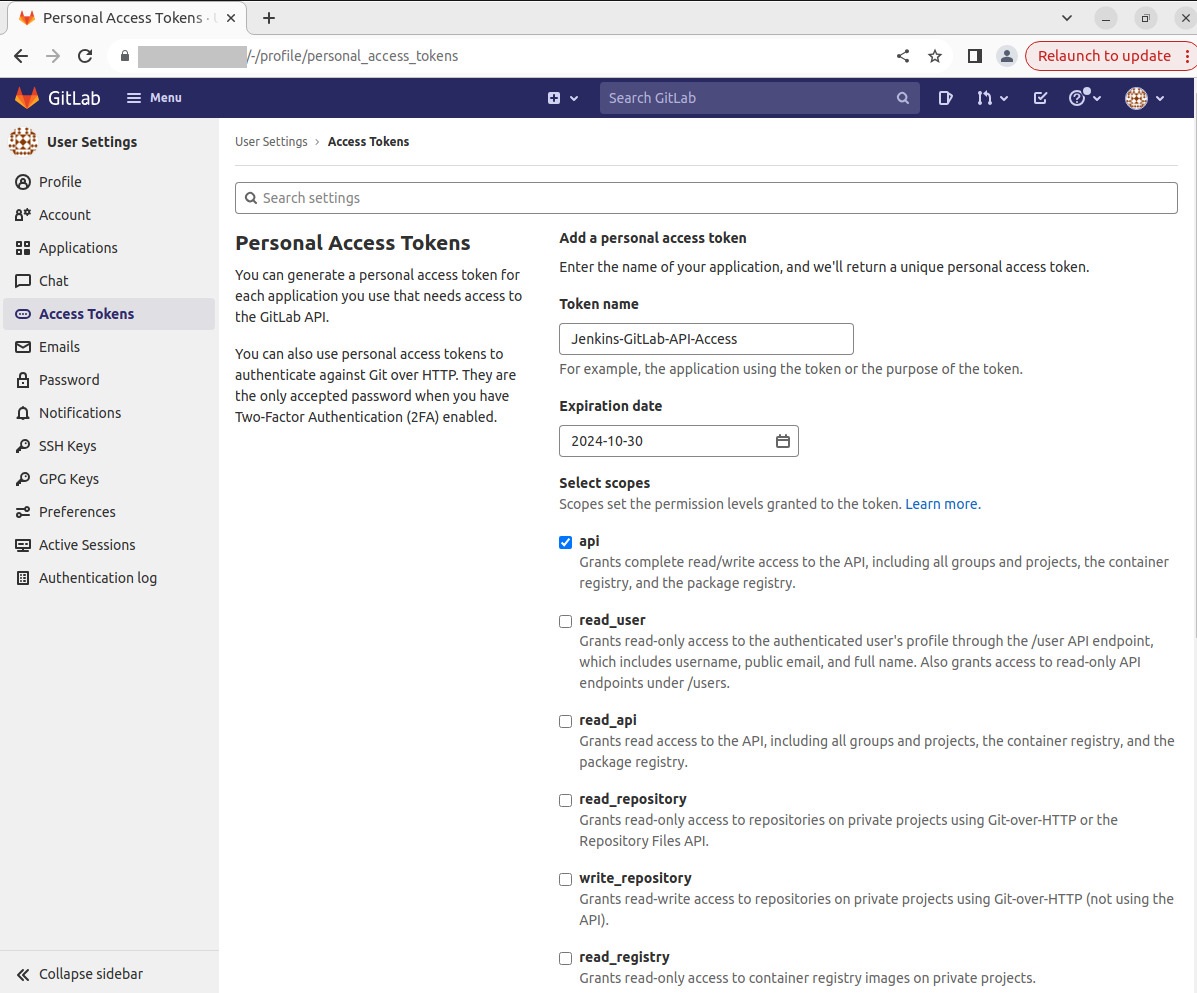 Personal Access Tokens ·
/-/profile/personal_access_tokens
Relaunch to update
GitLab
Menu
Search GitLab
User Settings
Profile
Account
Applications
Chat
Access Tokens
Emails
Password
Notifications
SSH Keys
GPG Keys
Preferences
Active Sessions
Authentication log
Collapse sidebar
User Settings › Access Tokens
Search settings
Personal Access Tokens
You can generate a personal access token for
each application you use that needs access to
the GitLab API.
You can also use personal access tokens to
authenticate against Git over HTTP. They are
the only accepted password when you have
Two-Factor Authentication (2FA) enabled.
Add a personal access token
Enter the name of your application, and we'll return a unique personal access token.
Token name
Jenkins-GitLab-API-Access
For example, the application using the token or the purpose of the token.
Expiration date
2024-10-30
Select scopes
Scopes set the permission levels granted to the token. Learn more.
api
Grants complete read/write access to the API, including all groups and projects, the container
registry, and the package registry.
read_user
Grants read-only access to the authenticated user's profile through the /user API endpoint,
which includes username, public email, and full name. Also grants access to read-only API
endpoints under /users.
read_api
Grants read access to the API, including all groups and projects, the container registry, and the
package registry.
read_repository
Grants read-only access to repositories on private projects using Git-over-HTTP or the
Repository Files API.
write_repository
Grants read-write access to repositories on private projects using Git-over-HTTP (not using the
API).
read_registry
Grants read-only access to container registry images on private projects.